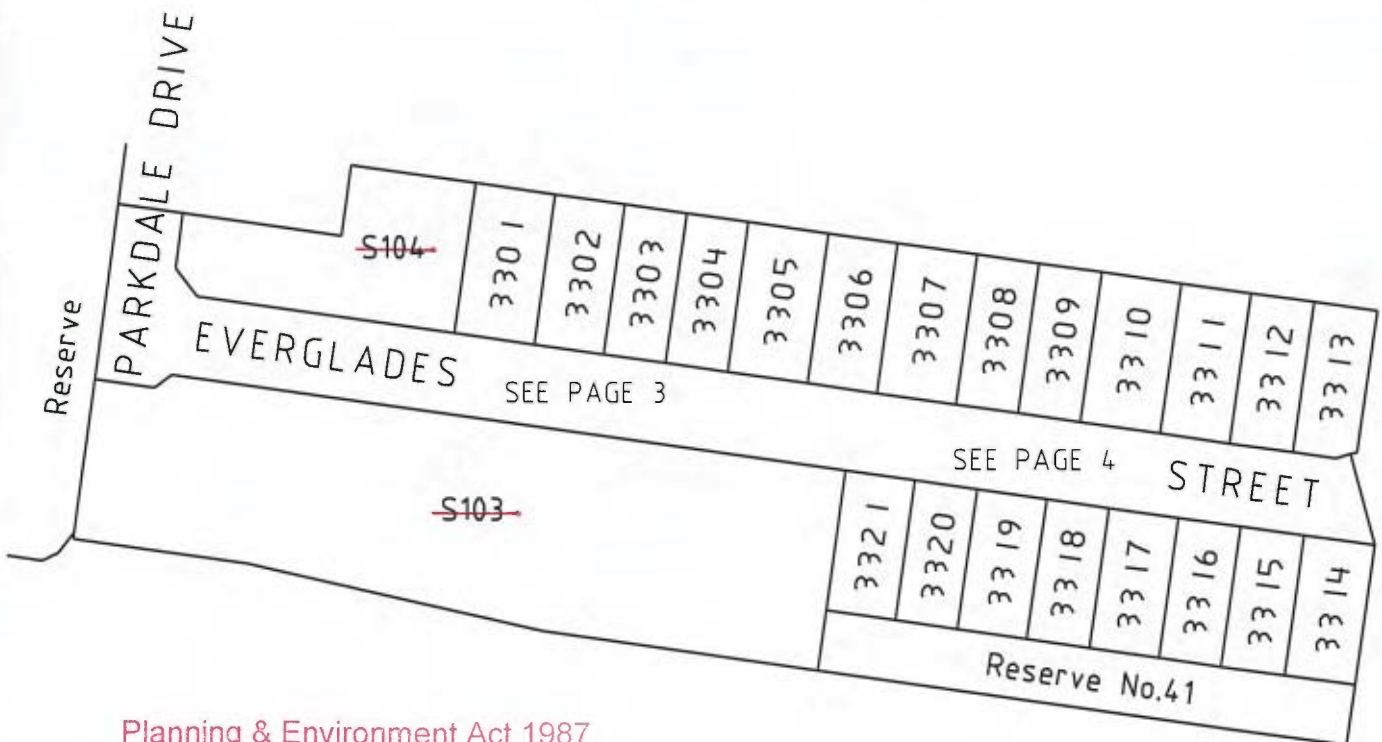 PARKDALE DRIVE
Reserve
S104
3301
3302
3303
3304
3305
3306
3307
3308
3309
3310
3311
3312
3313
EVERGLADES
STREET
SEE PAGE 3
SEE PAGE 4
S103
3321
3320
3319
3318
3317
3316
3315
3314
Reserve No.41
Planning & Environment Act 1987